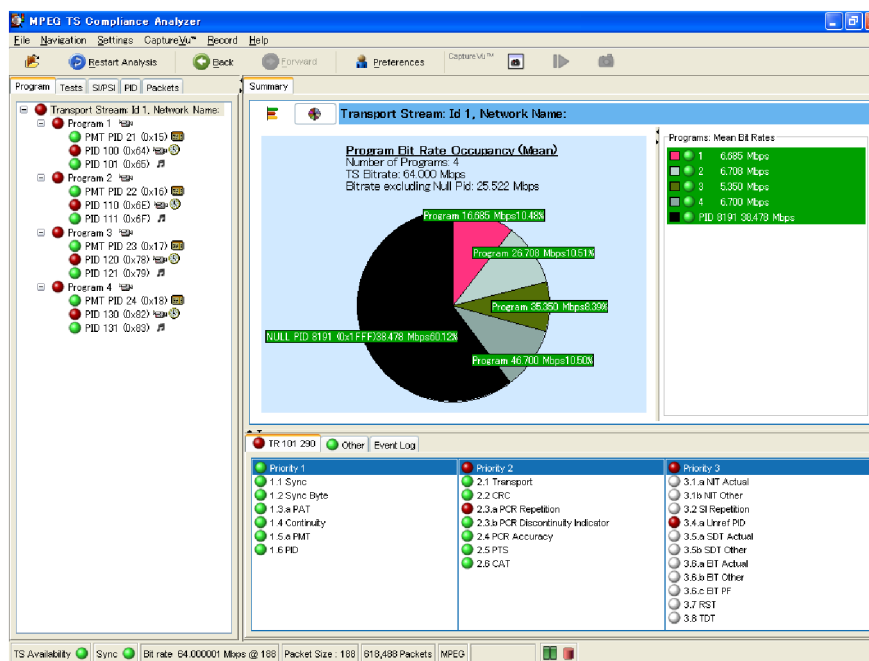 MPEG TS Compliance Analyzer
File Navigation Settings CaptureVu™ Record Help
Restart Analysis Back Forward Preferences CaptureVu™
Program Tests SI/PSI PID Packets
Transport Stream: Id 1, Network Name:
Program 1
PMT PID 21 (0x15)
PID 100 (0x64)
PID 101 (0x65)
Program 2
PMT PID 22 (0x16)
PID 110 (0x6E)
PID 111 (0x6F)
Program 3
PMT PID 23 (0x17)
PID 120 (0x78)
PID 121 (0x79)
Program 4
PMT PID 24 (0x18)
PID 130 (0x82)
PID 131 (0x83)
Summary
Transport Stream: Id 1, Network Name:
Program Bit Rate Occupancy (Mean)
Number of Programs: 4
TS Bitrate: 64.000 Mbps
Bitrate excluding Null Pid: 25.522 Mbps
Program 16.685 Mbps10.48%
Program 26.708 Mbps10.51%
Program 35.350 Mbps8.39%
NULL PID 8191 (0x1FFF)38.478 Mbps60.12%
Program 46.700 Mbps10.50%
Programs: Mean Bit Rates
1 6.685 Mbps
2 6.708 Mbps
3 5.350 Mbps
4 6.700 Mbps
PID 8191 38.478 Mbps
TR 101 290 Other Event Log
Priority 1
1.1 Sync
1.2 Sync Byte
1.3.a PAT
1.4 Continuity
1.5.a PMT
1.6 PID
Priority 2
2.1 Transport
2.2 CRC
2.3.a PCR Repetition
2.3.b PCR Discontinuity Indicator
2.4 PCR Accuracy
2.5 PTS
2.6 CAT
Priority 3
3.1.a NIT Actual
3.1b NIT Other
3.2 SI Repetition
3.4.a Unref PID
3.5.a SDT Actual
3.5b SDT Other
3.6.a EIT Actual
3.6.b EIT Other
3.6.c EIT PF
3.7 RST
3.8 TDT
TS Availability Sync Bit rate 64.000001 Mbps @ 188 Packet Size : 188 618,488 Packets MPEG